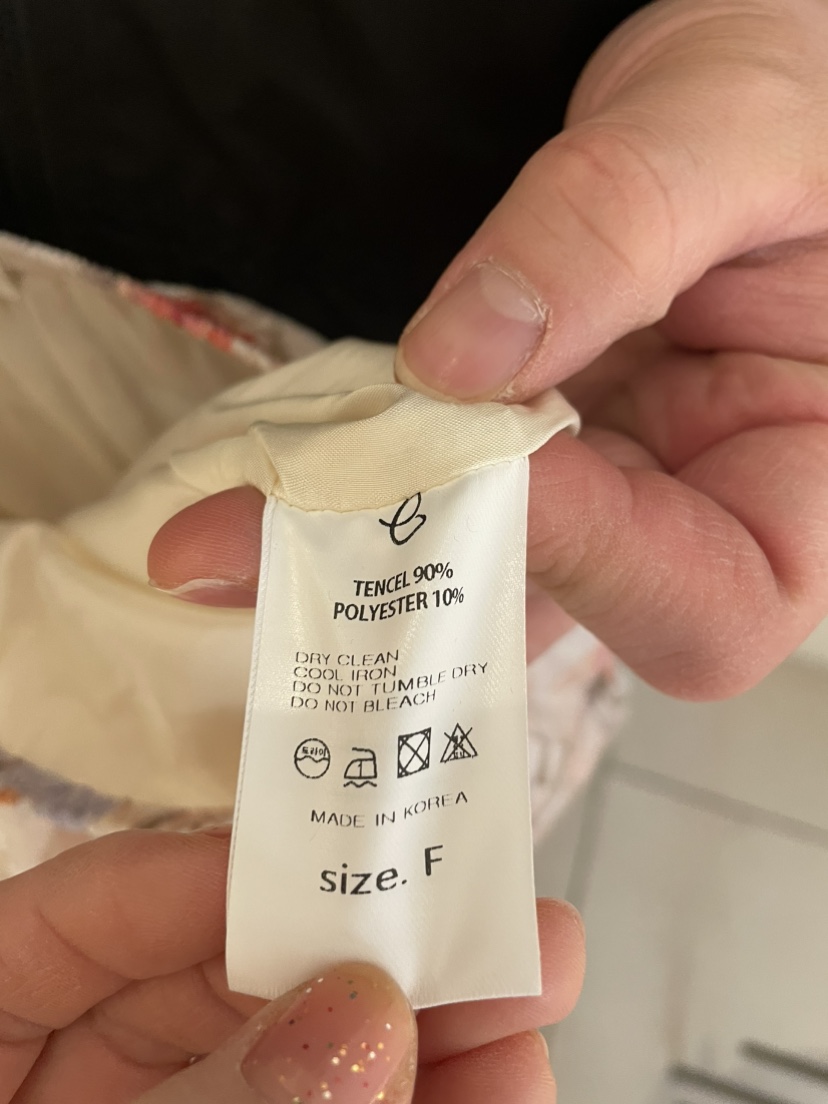 TENCEL 90%
POLYESTER 10%
DRY CLEAN
COOL IRON
DO NOT TUMBLE DRY
DO NOT BLEACH
드라이
1
MADE IN KOREA
size. F